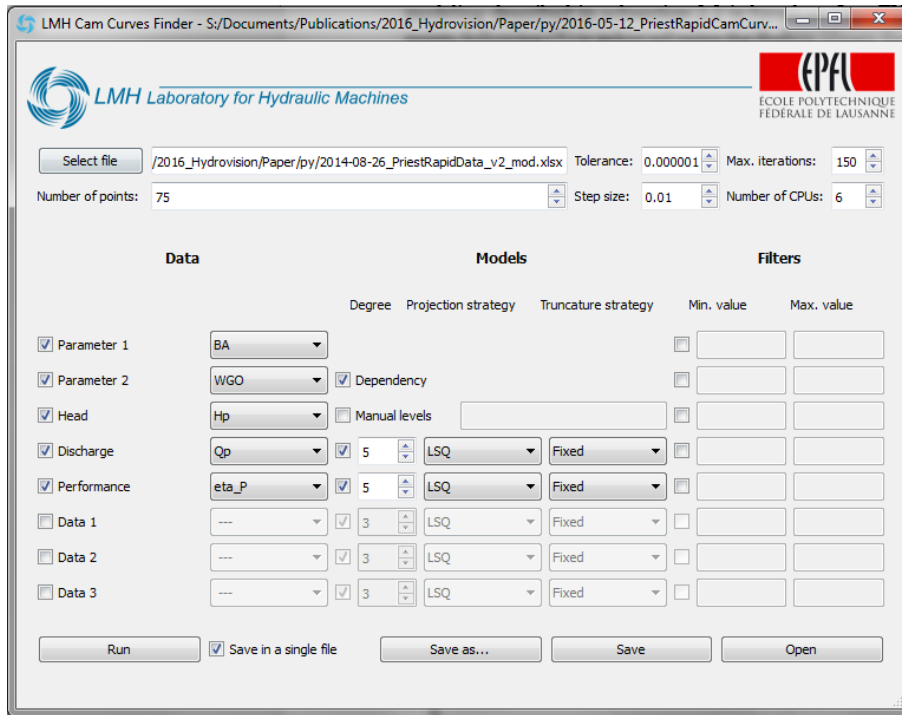 LMH Cam Curves Finder - S:/Documents/Publications/2016_Hydrovision/Paper/py/2016-05-12_PriestRapidCamCurv...
LMH Laboratory for Hydraulic Machines
EPFL
ÉCOLE POLYTECHNIQUE
FÉDÉRALE DE LAUSANNE
Select file /2016_Hydrovision/Paper/py/2014-08-26_PriestRapidData_v2_mod.xlsx Tolerance: 0.000001 Max. iterations: 150
Number of points: 75 Step size: 0.01 Number of CPUs: 6
Data Models Filters
Degree Projection strategy Truncature strategy Min. value Max. value
Parameter 1 BA
Parameter 2 WGO Dependency
Head Hp Manual levels
Discharge Qp 5 LSQ Fixed
Performance eta_P 5 LSQ Fixed
Data 1 --- 3 LSQ Fixed
Data 2 --- 3 LSQ Fixed
Data 3 --- 3 LSQ Fixed
Run Save in a single file Save as... Save Open